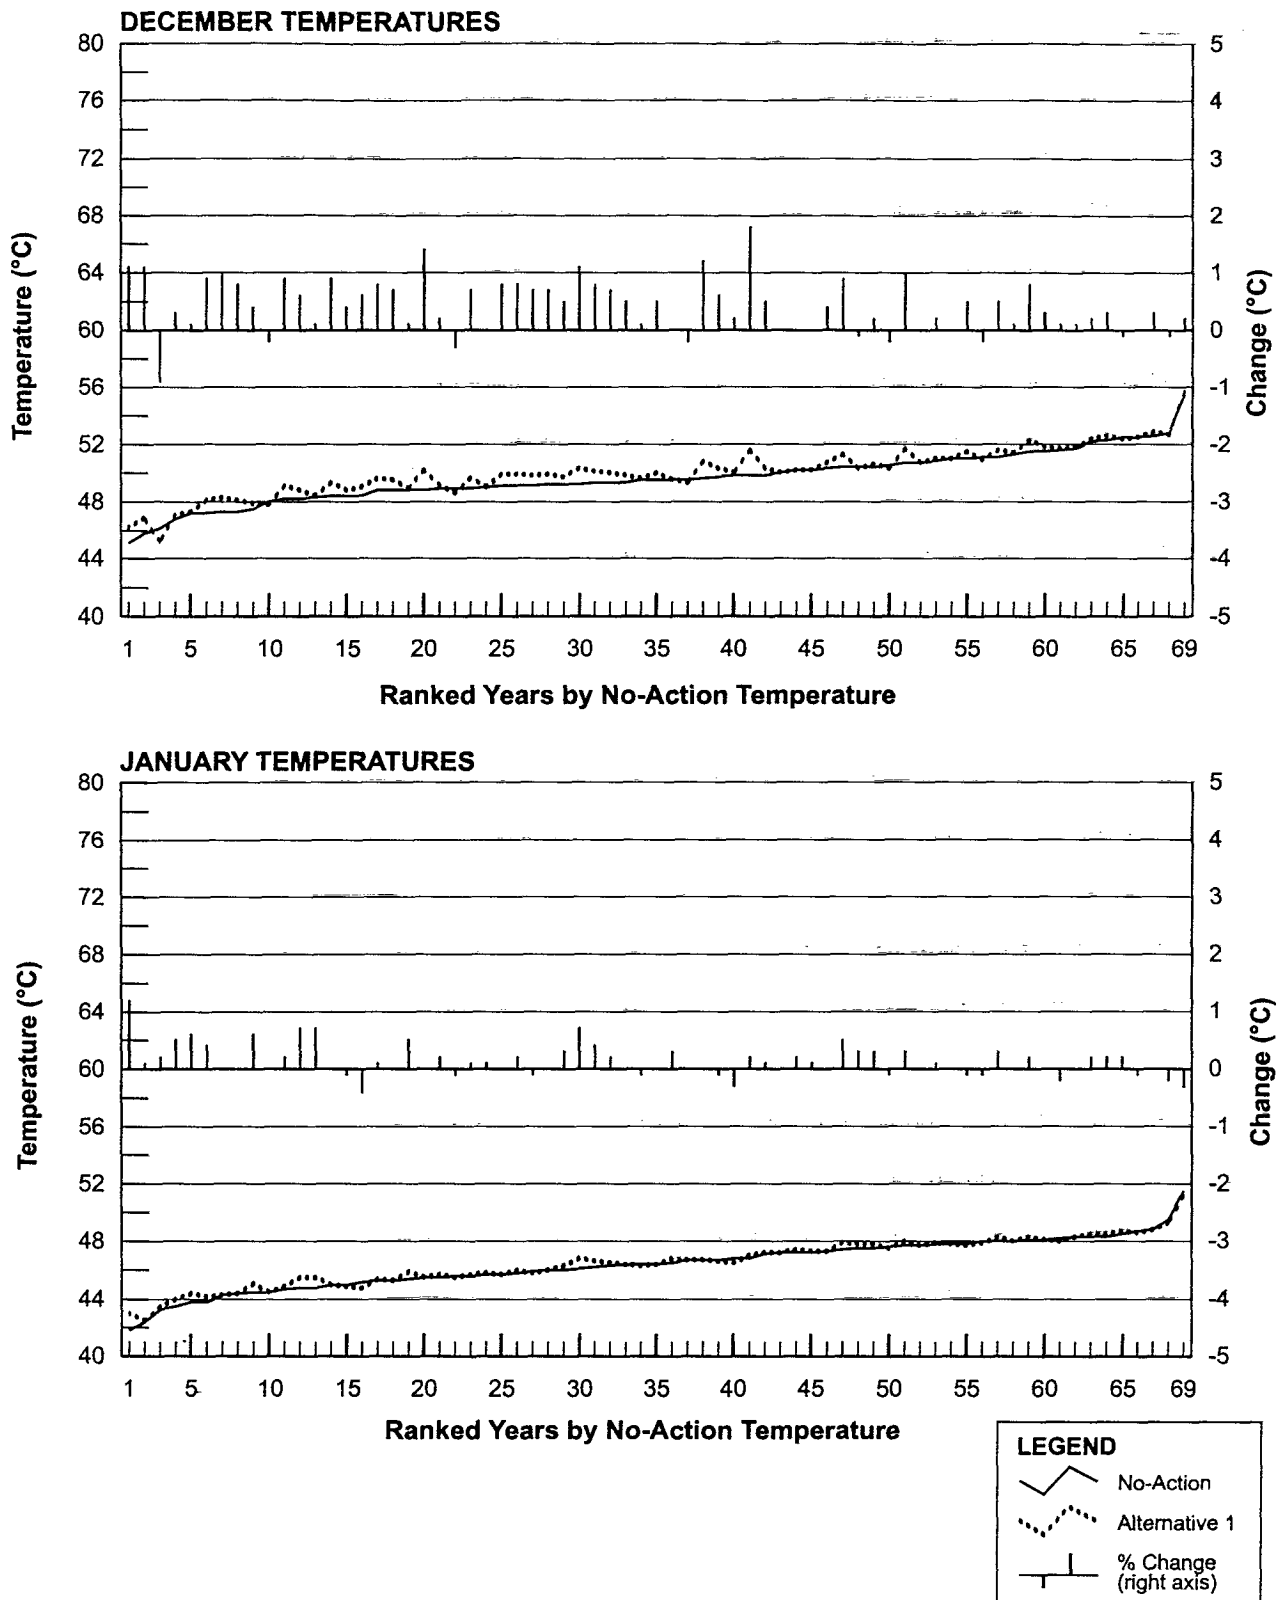 DECEMBER TEMPERATURES
80
76
72
68
64
60
56
52
48
44
40
Temperature (°C)
5
4
3
2
1
0
-1
-2
-3
-4
-5
Change (°C)
1 5 10 15 20 25 30 35 40 45 50 55 60 65 69
Ranked Years by No-Action Temperature
JANUARY TEMPERATURES
80
76
72
68
64
60
56
52
48
44
40
Temperature (°C)
5
4
3
2
1
0
-1
-2
-3
-4
-5
Change (°C)
1 5 10 15 20 25 30 35 40 45 50 55 60 65 69
Ranked Years by No-Action Temperature
LEGEND
No-Action
Alternative 1
% Change
(right axis)